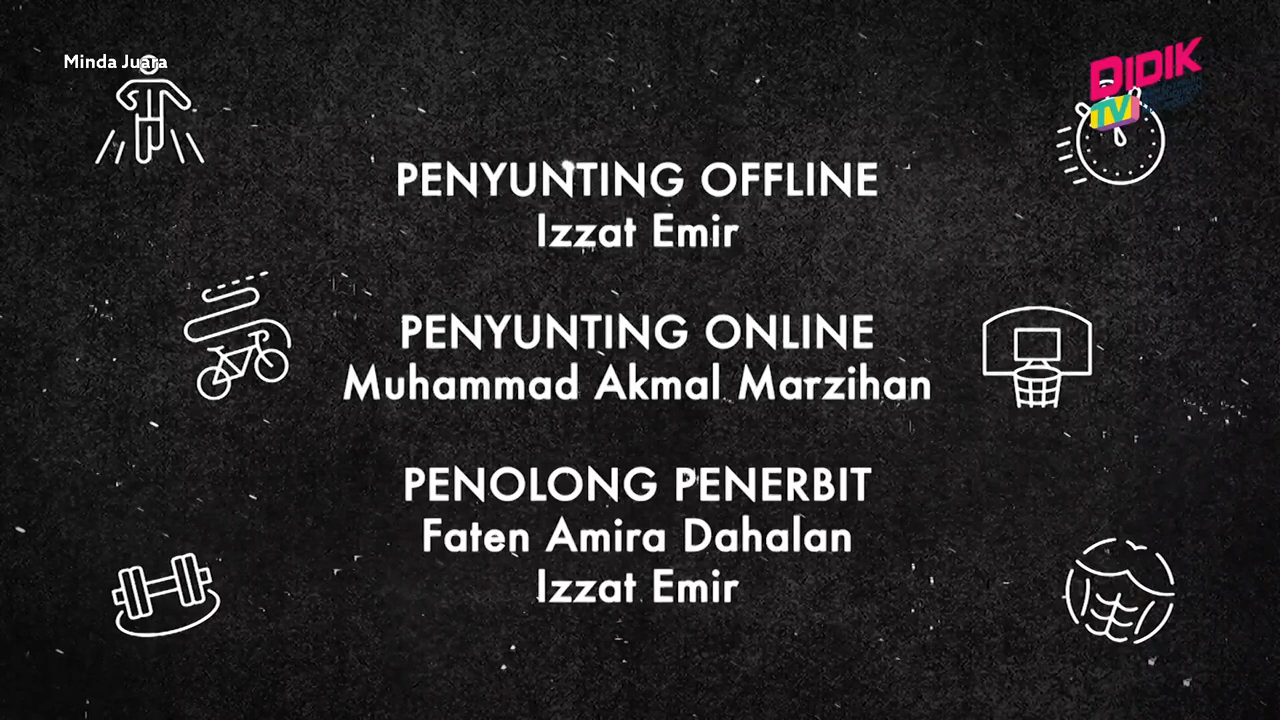 Minda Juara
DIDIK
TV
PENYUNTING OFFLINE
Izzat Emir
PENYUNTING ONLINE
Muhammad Akmal Marzihan
PENOLONG PENERBIT
Faten Amira Dahalan
Izzat Emir